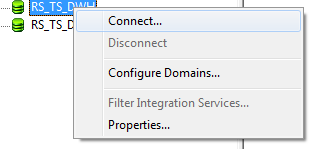 RS_TS_DWH
Connect...
RS_TS_D
Disconnect
Configure Domains...
Filter Integration Services...
Properties...